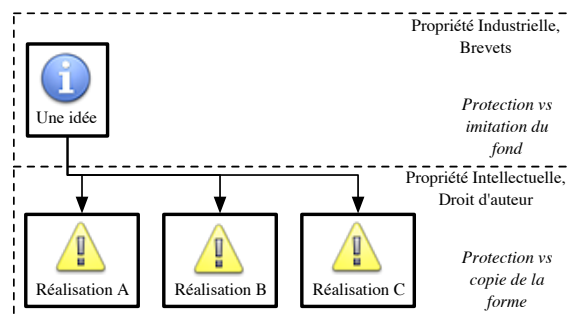 Propriété Industrielle,
Brevets
Une idée
Protection vs
imitation du
fond
Propriété Intellectuelle,
Droit d'auteur
Réalisation A
Réalisation B
Réalisation C
Protection vs
copie de la
forme